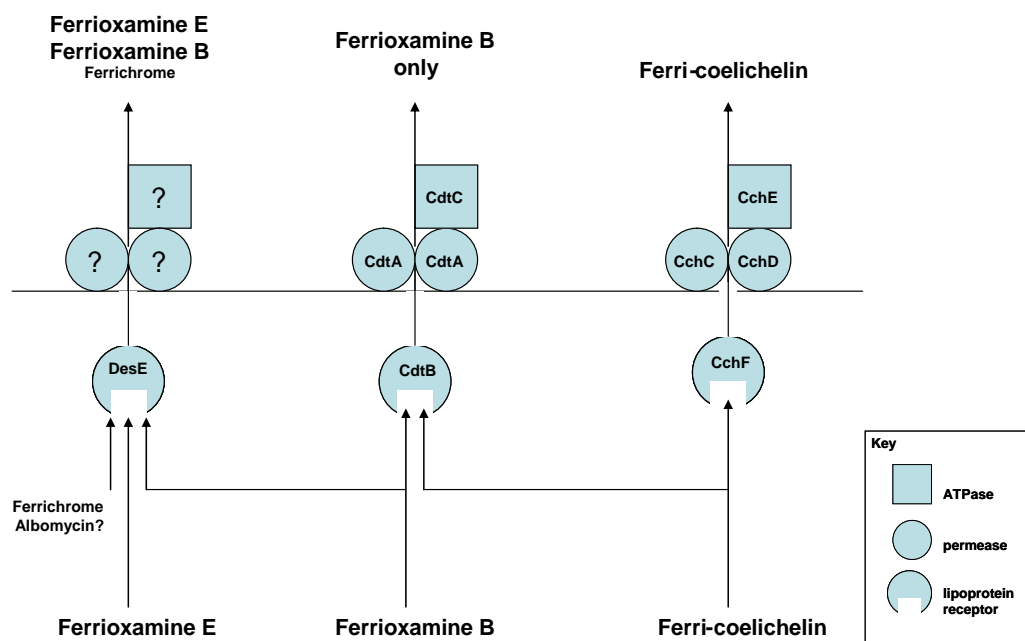 Ferrioxamine E
Ferrioxamine B
Ferrichrome
Ferrioxamine B
only
Ferri-coelichelin
?
CdtC
CchE
?
?
CdtA
CdtA
CchC
CchD
DesE
CdtB
CchF
Ferrichrome
Albomycin?
Key
ATPase
permease
lipoprotein
receptor
Ferrioxamine E
Ferrioxamine B
Ferri-coelichelin